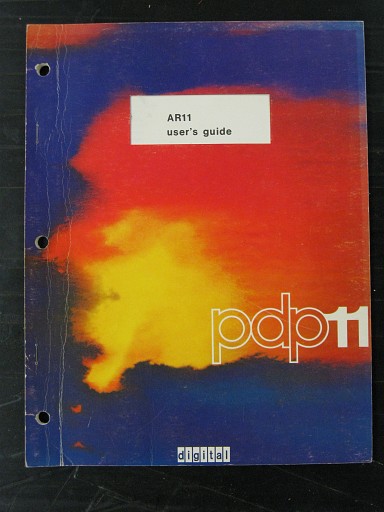 AR11
user's guide
pdp11
digital